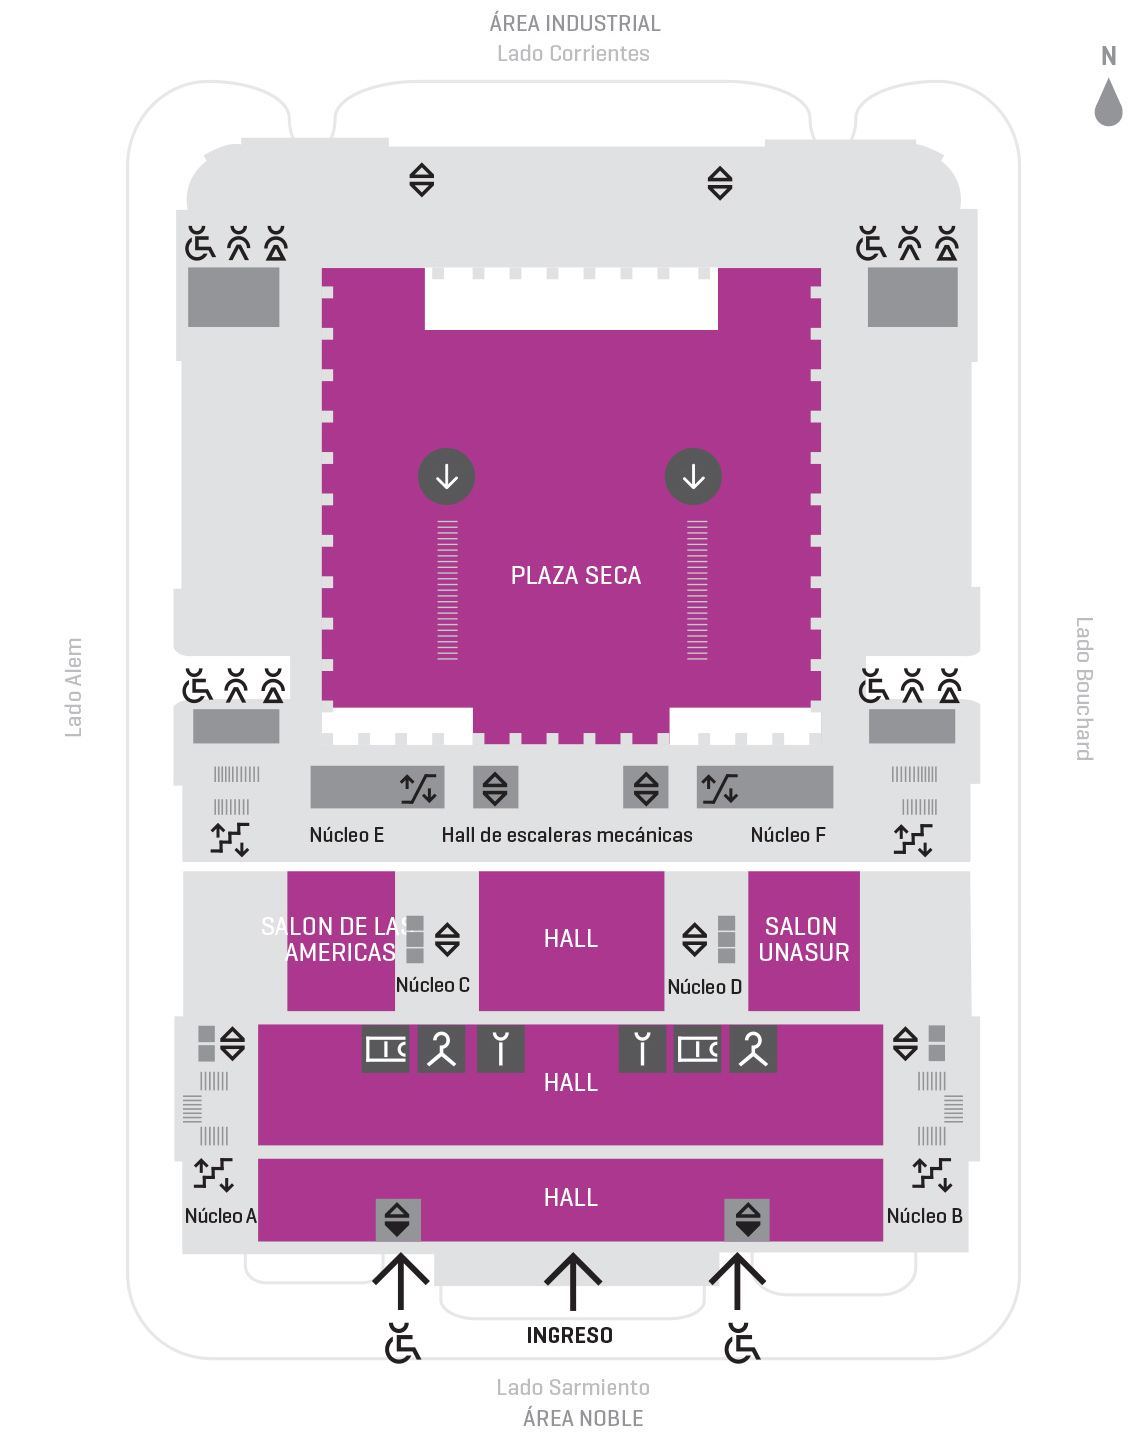 ÁREA INDUSTRIAL
Lado Corrientes
N
PLAZA SECA
Lado Alem
Lado Bouchard
Núcleo E
Hall de escaleras mecánicas
Núcleo F
SALON DE LAS
AMERICAS
HALL
SALON
UNASUR
Núcleo C
Núcleo D
HALL
HALL
Núcleo A
Núcleo B
INGRESO
Lado Sarmiento
ÁREA NOBLE